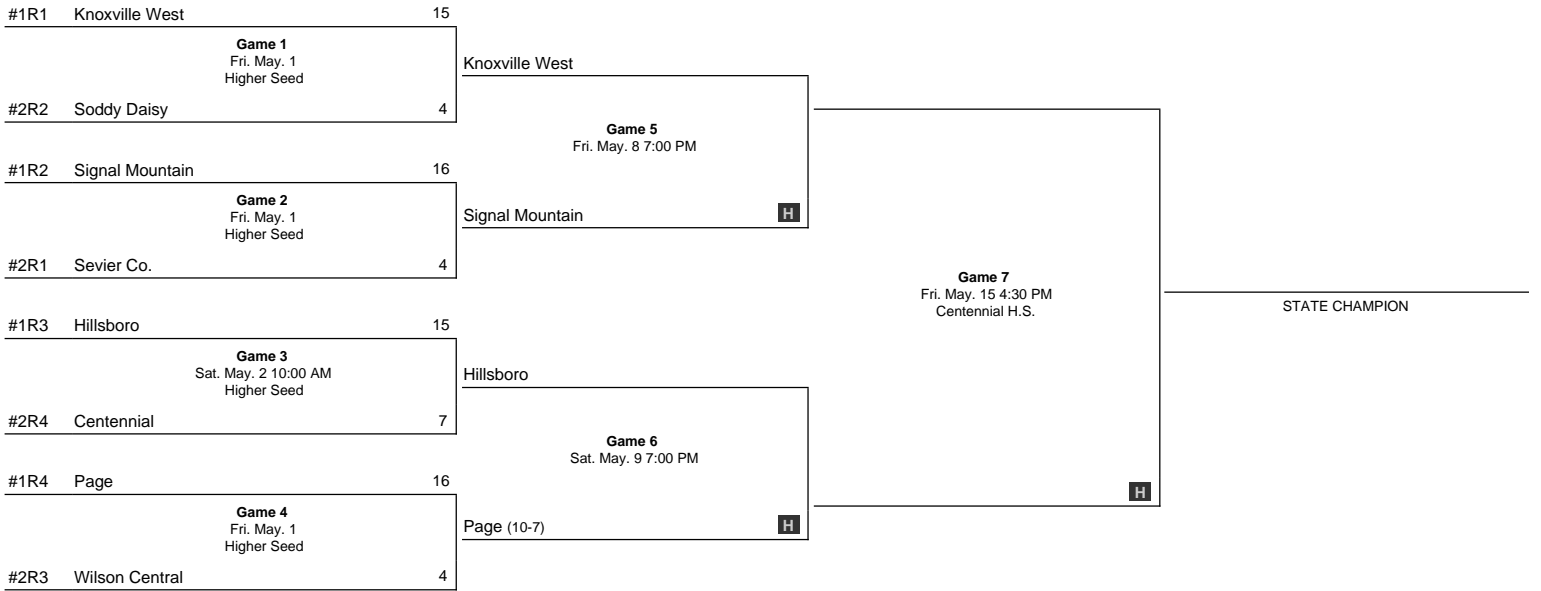 #1R1 Knoxville West 15
Game 1
Fri. May. 1
Higher Seed
#2R2 Soddy Daisy 4
#1R2 Signal Mountain 16
Game 2
Fri. May. 1
Higher Seed
#2R1 Sevier Co. 4
#1R3 Hillsboro 15
Game 3
Sat. May. 2 10:00 AM
Higher Seed
#2R4 Centennial 7
#1R4 Page 16
Game 4
Fri. May. 1
Higher Seed
#2R3 Wilson Central 4
Knoxville West
Game 5
Fri. May. 8 7:00 PM
Signal Mountain H
Hillsboro
Game 6
Sat. May. 9 7:00 PM
Page (10-7) H
Game 7
Fri. May. 15 4:30 PM
Centennial H.S.
H
STATE CHAMPION